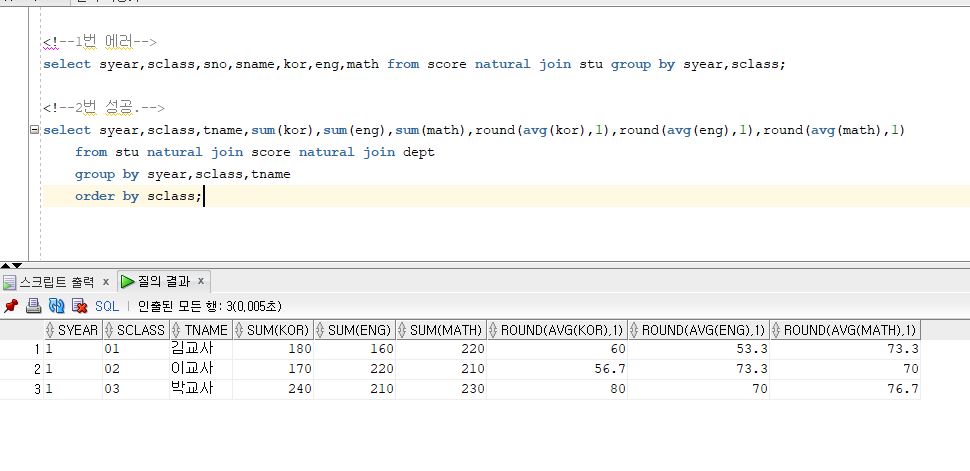 <!--1번 에러-->
select syear,sclass,sno,sname,kor,eng,math from score natural join stu group by syear,sclass;
<!--2번 성공.-->
select syear,sclass,tname,sum(kor),sum(eng),sum(math),round(avg(kor),1),round(avg(eng),1),round(avg(math),1)
from stu natural join score natural join dept
group by syear,sclass,tname
order by sclass;
스크립트 출력 x 질의 결과 x
SQL | 인출된 모든 행: 3(0,005초)
SYEAR SCLASS TNAME SUM(KOR) SUM(ENG) SUM(MATH) ROUND(AVG(KOR),1) ROUND(AVG(ENG),1) ROUND(AVG(MATH),1)
1 1 01 김교사 180 160 220 60 53.3 73.3
2 1 02 이교사 170 220 210 56.7 73.3 70
3 1 03 박교사 240 210 230 80 70 76.7